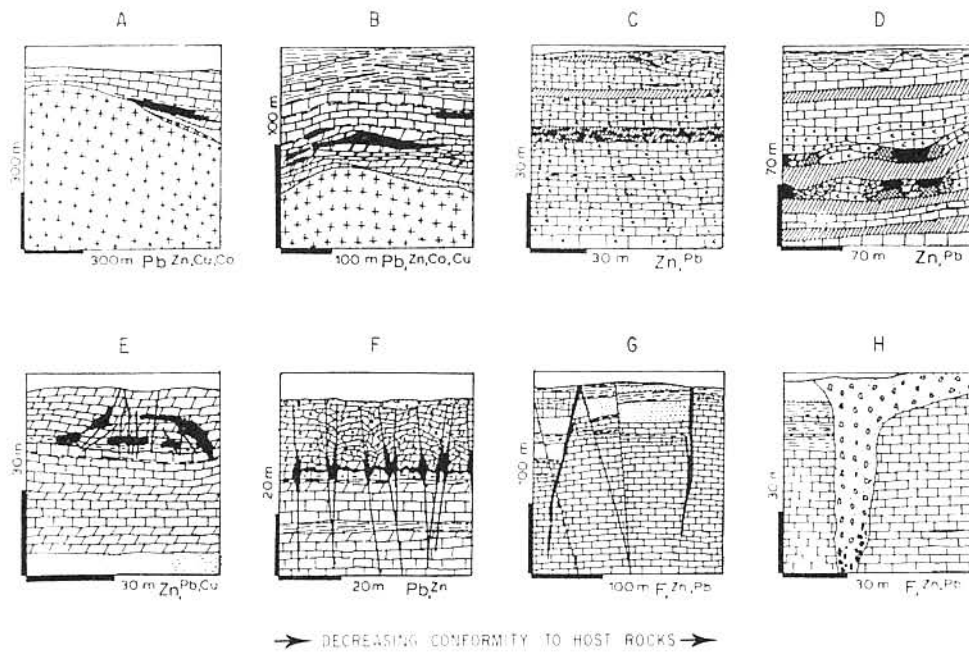 A B C D
300 m 300m Pb Zn,Cu,Co
100 m 100 m Pb, Zn,Co,Cu
30 m 30 m Zn,Pb
70 m 70 m Zn,Pb
E F G H
30 m 30 m Zn,Pb,Cu
20 m 20 m Pb,Zn
100 m 100 m F,Zn,Pb
30 m 30 m F,Zn,Pb
DECREASING CONFORMITY TO HOST ROCKS